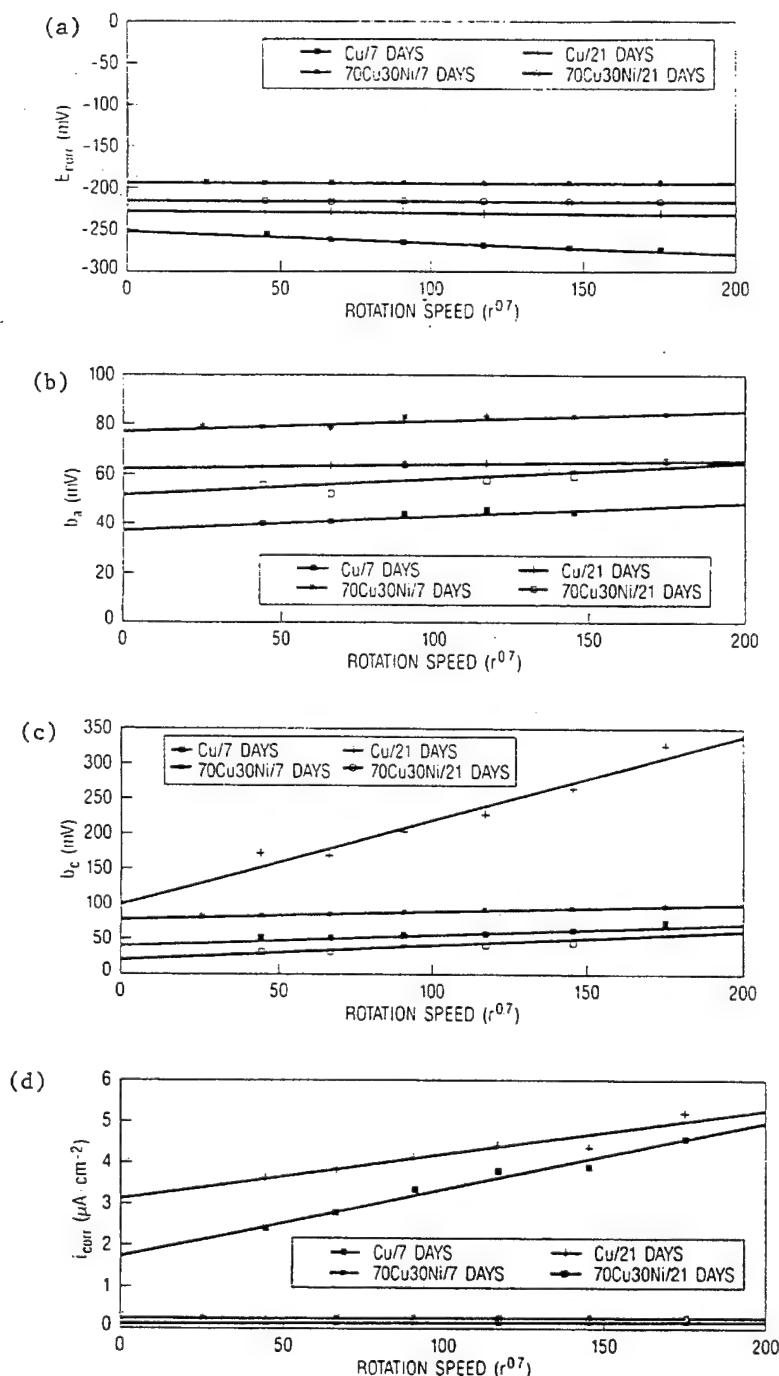 (a)
0
-50
-100
-150
-200
-250
-300
E_corr (mV)
Cu/7 DAYS
Cu/21 DAYS
70Cu30Ni/7 DAYS
70Cu30Ni/21 DAYS
0 50 100 150 200
ROTATION SPEED (r^0.7)
(b)
100
80
60
40
20
0
b_a (mV)
Cu/7 DAYS
Cu/21 DAYS
70Cu30Ni/7 DAYS
70Cu30Ni/21 DAYS
0 50 100 150 200
ROTATION SPEED (r^0.7)
(c)
350
300
250
200
150
100
50
0
b_c (mV)
Cu/7 DAYS
Cu/21 DAYS
70Cu30Ni/7 DAYS
70Cu30Ni/21 DAYS
0 50 100 150 200
ROTATION SPEED (r^0.7)
(d)
6
5
4
3
2
1
0
i_corr (μA · cm^-2)
Cu/7 DAYS
Cu/21 DAYS
70Cu30Ni/7 DAYS
70Cu30Ni/21 DAYS
0 50 100 150 200
ROTATION SPEED (r^0.7)